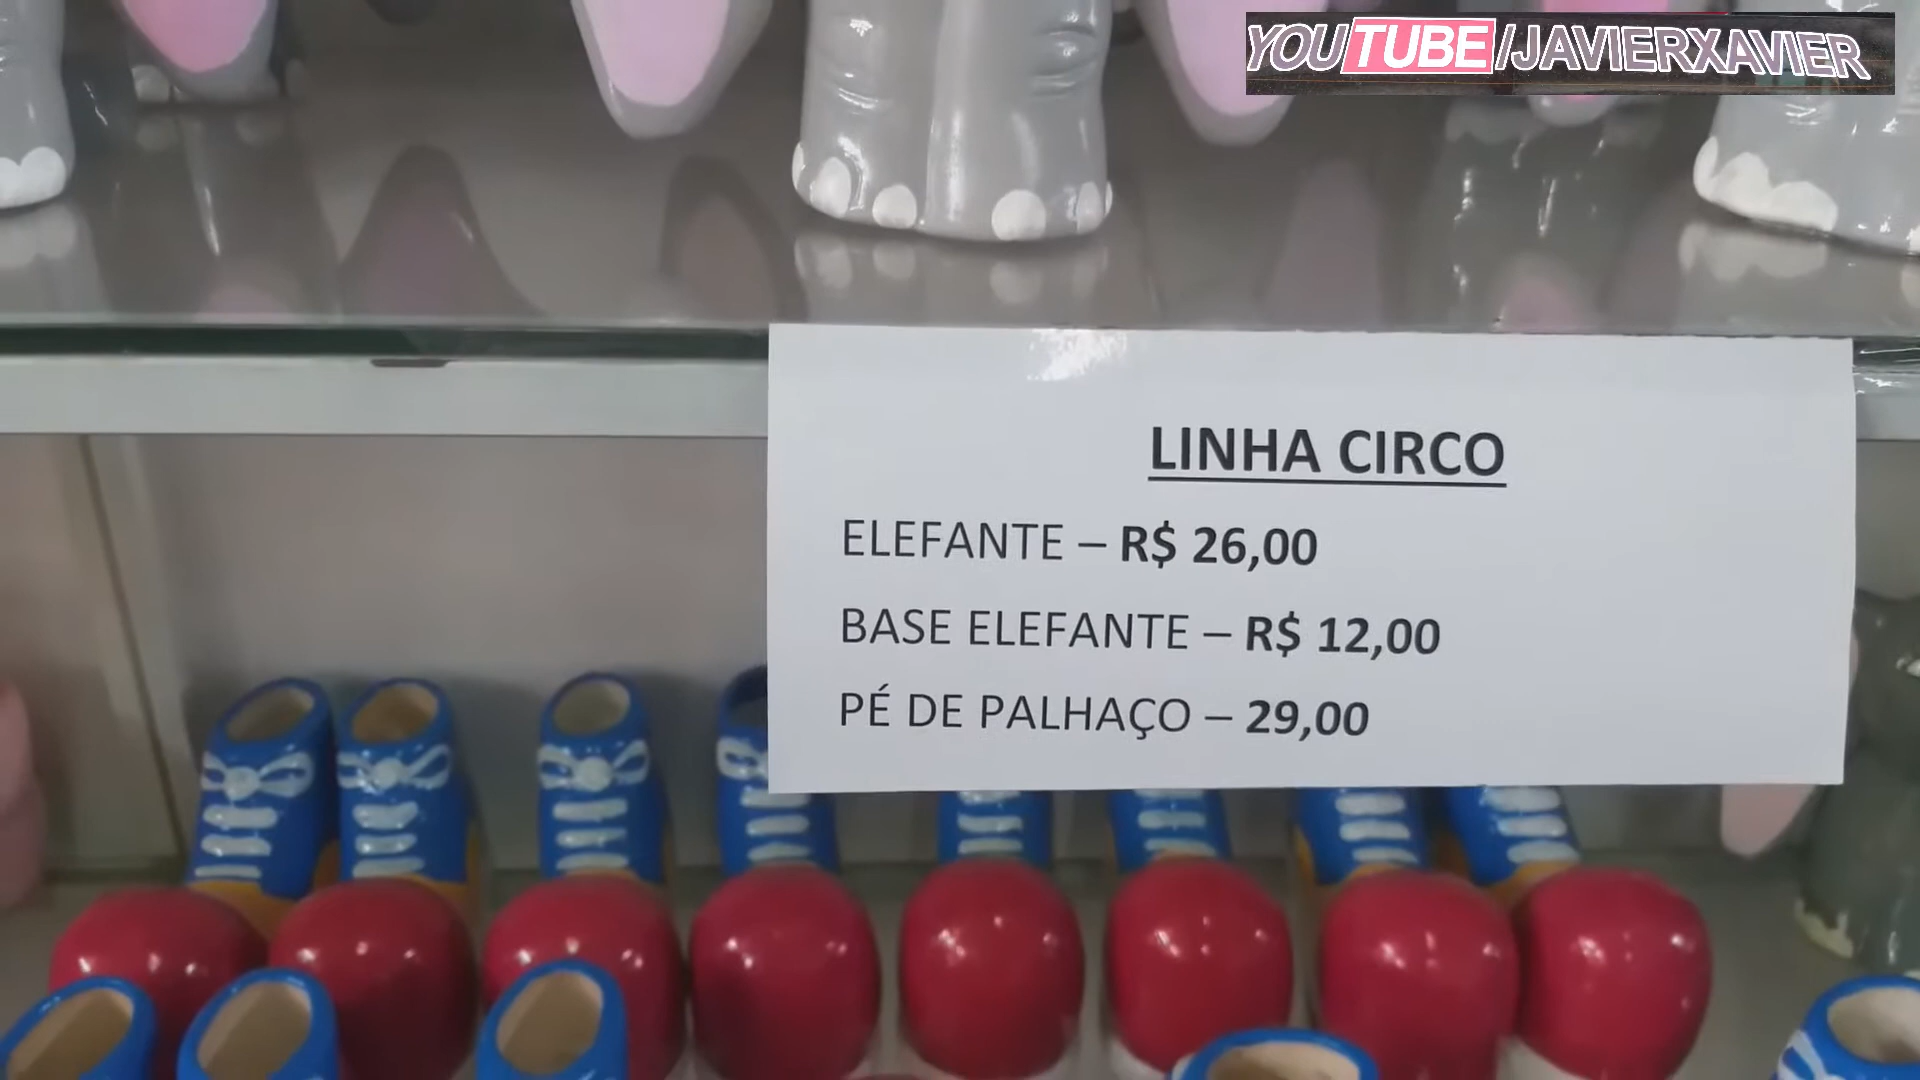 YOUTUBE/JAVIERXAVIER
LINHA CIRCO
ELEFANTE – R$ 26,00
BASE ELEFANTE – R$ 12,00
PÉ DE PALHAÇO – 29,00